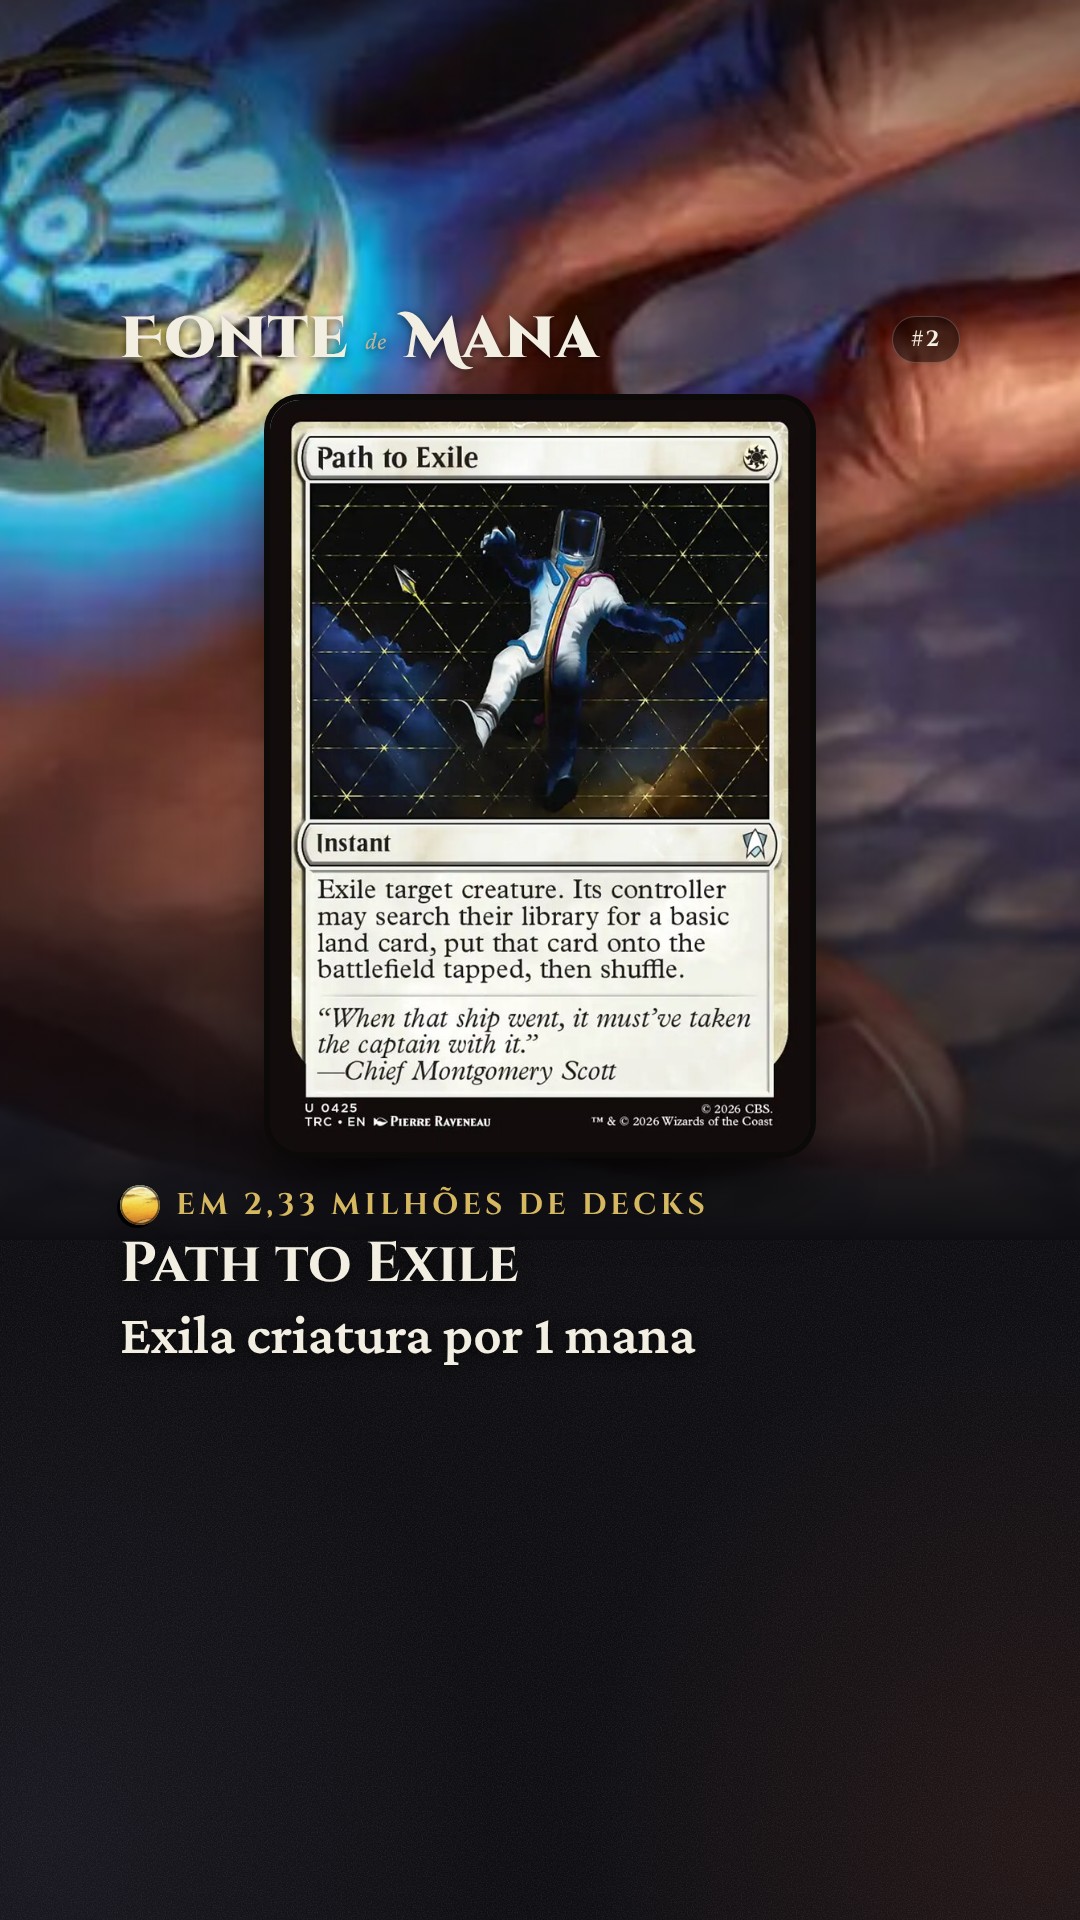 Fonte de Mana
#2
Path to Exile
Instant
Exile target creature. Its controller
may search their library for a basic
land card, put that card onto the
battlefield tapped, then shuffle.
“When that ship went, it must’ve taken
the captain with it.”
—Chief Montgomery Scott
U 0425
TRC • EN Pierre Raveneau
© 2026 CBS.
™ & © 2026 Wizards of the Coast
EM 2,33 MILHÕES DE DECKS
Path to Exile
Exila criatura por 1 mana